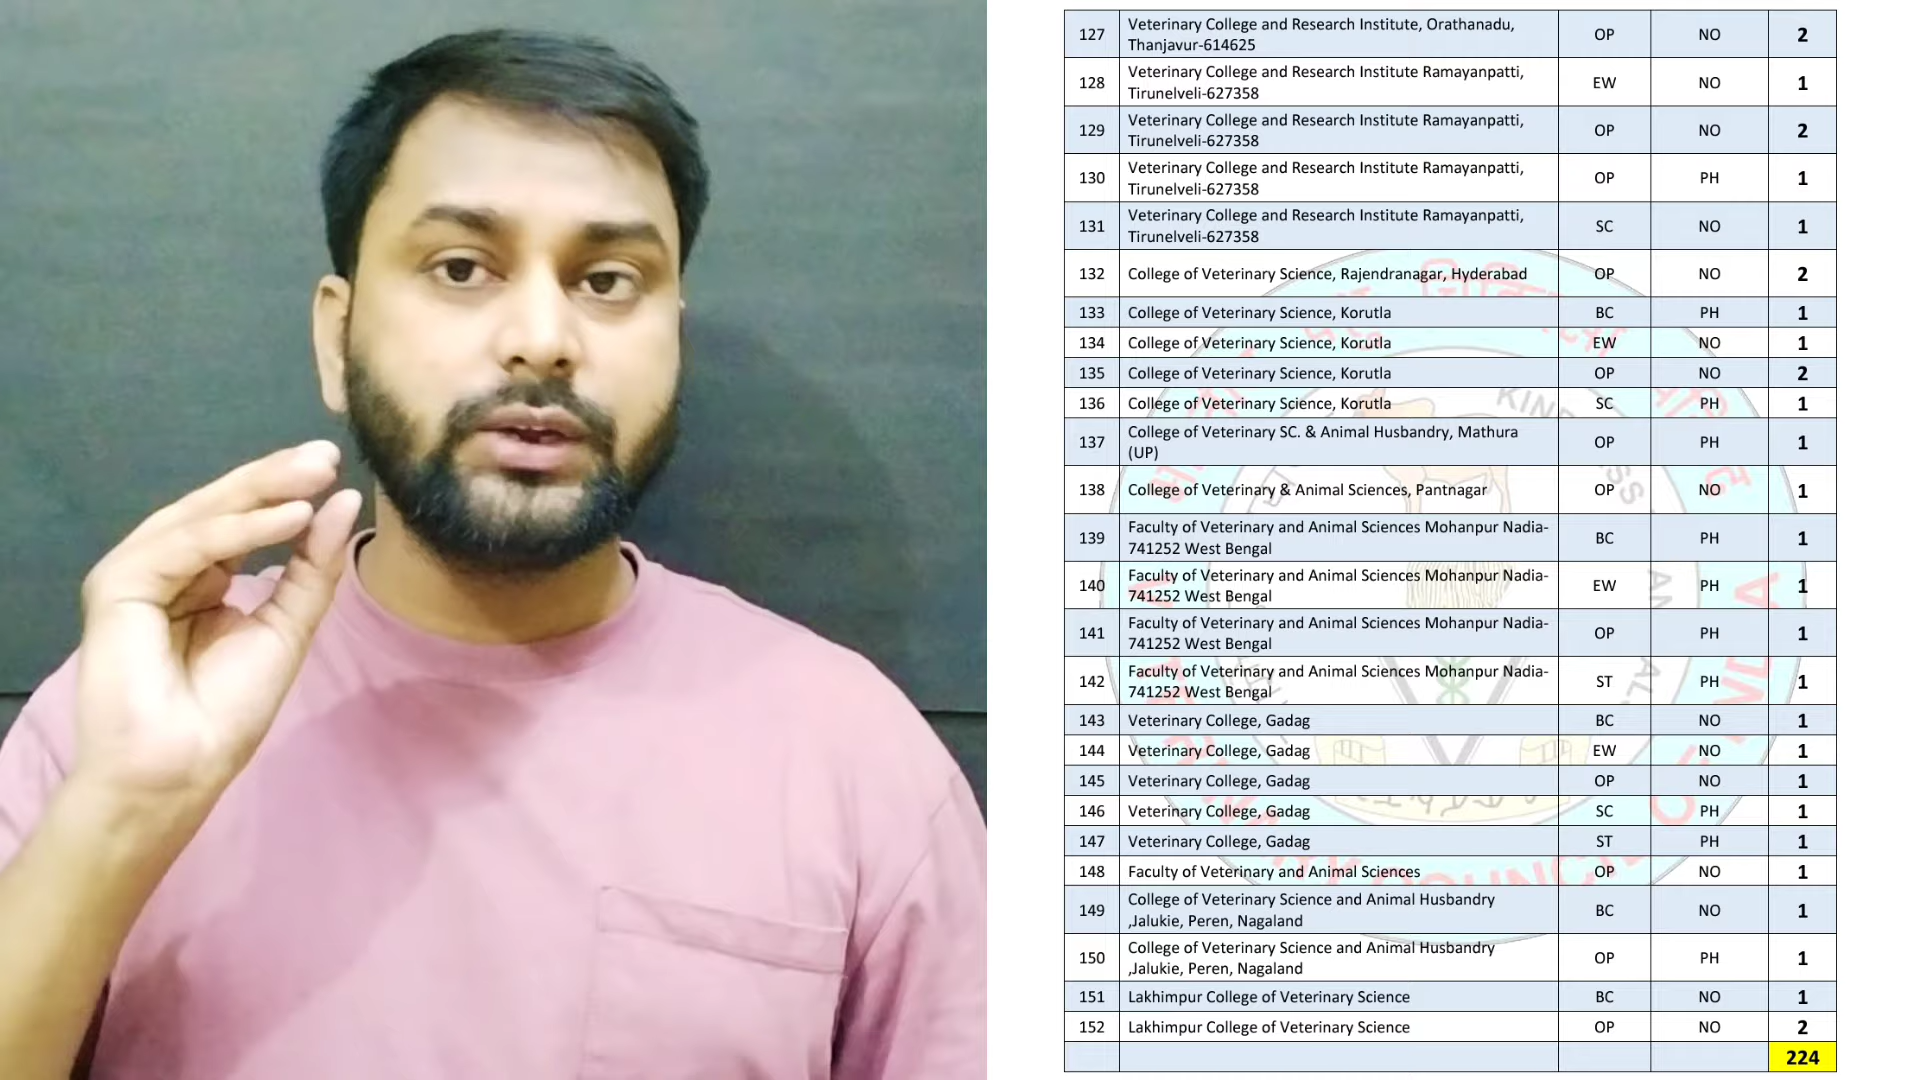 127 Veterinary College and Research Institute, Orathanadu, OP NO 2
Thanjavur-614625
128 Veterinary College and Research Institute Ramayanpatti, EW NO 1
Tirunelveli-627358
129 Veterinary College and Research Institute Ramayanpatti, OP NO 2
Tirunelveli-627358
130 Veterinary College and Research Institute Ramayanpatti, OP PH 1
Tirunelveli-627358
131 Veterinary College and Research Institute Ramayanpatti, SC NO 1
Tirunelveli-627358
132 College of Veterinary Science, Rajendranagar, Hyderabad OP NO 2
133 College of Veterinary Science, Korutla BC PH 1
134 College of Veterinary Science, Korutla EW NO 1
135 College of Veterinary Science, Korutla OP NO 2
136 College of Veterinary Science, Korutla SC PH 1
137 College of Veterinary SC. & Animal Husbandry, Mathura OP PH 1
(UP)
138 College of Veterinary & Animal Sciences, Pantnagar OP NO 1
139 Faculty of Veterinary and Animal Sciences Mohanpur Nadia- BC PH 1
741252 West Bengal
140 Faculty of Veterinary and Animal Sciences Mohanpur Nadia- EW PH 1
741252 West Bengal
141 Faculty of Veterinary and Animal Sciences Mohanpur Nadia- OP PH 1
741252 West Bengal
142 Faculty of Veterinary and Animal Sciences Mohanpur Nadia- ST PH 1
741252 West Bengal
143 Veterinary College, Gadag BC NO 1
144 Veterinary College, Gadag EW NO 1
145 Veterinary College, Gadag OP NO 1
146 Veterinary College, Gadag SC PH 1
147 Veterinary College, Gadag ST PH 1
148 Faculty of Veterinary and Animal Sciences OP NO 1
149 College of Veterinary Science and Animal Husbandry BC NO 1
,Jalukie, Peren, Nagaland
150 College of Veterinary Science and Animal Husbandry OP PH 1
,Jalukie, Peren, Nagaland
151 Lakhimpur College of Veterinary Science BC NO 1
152 Lakhimpur College of Veterinary Science OP NO 2
224